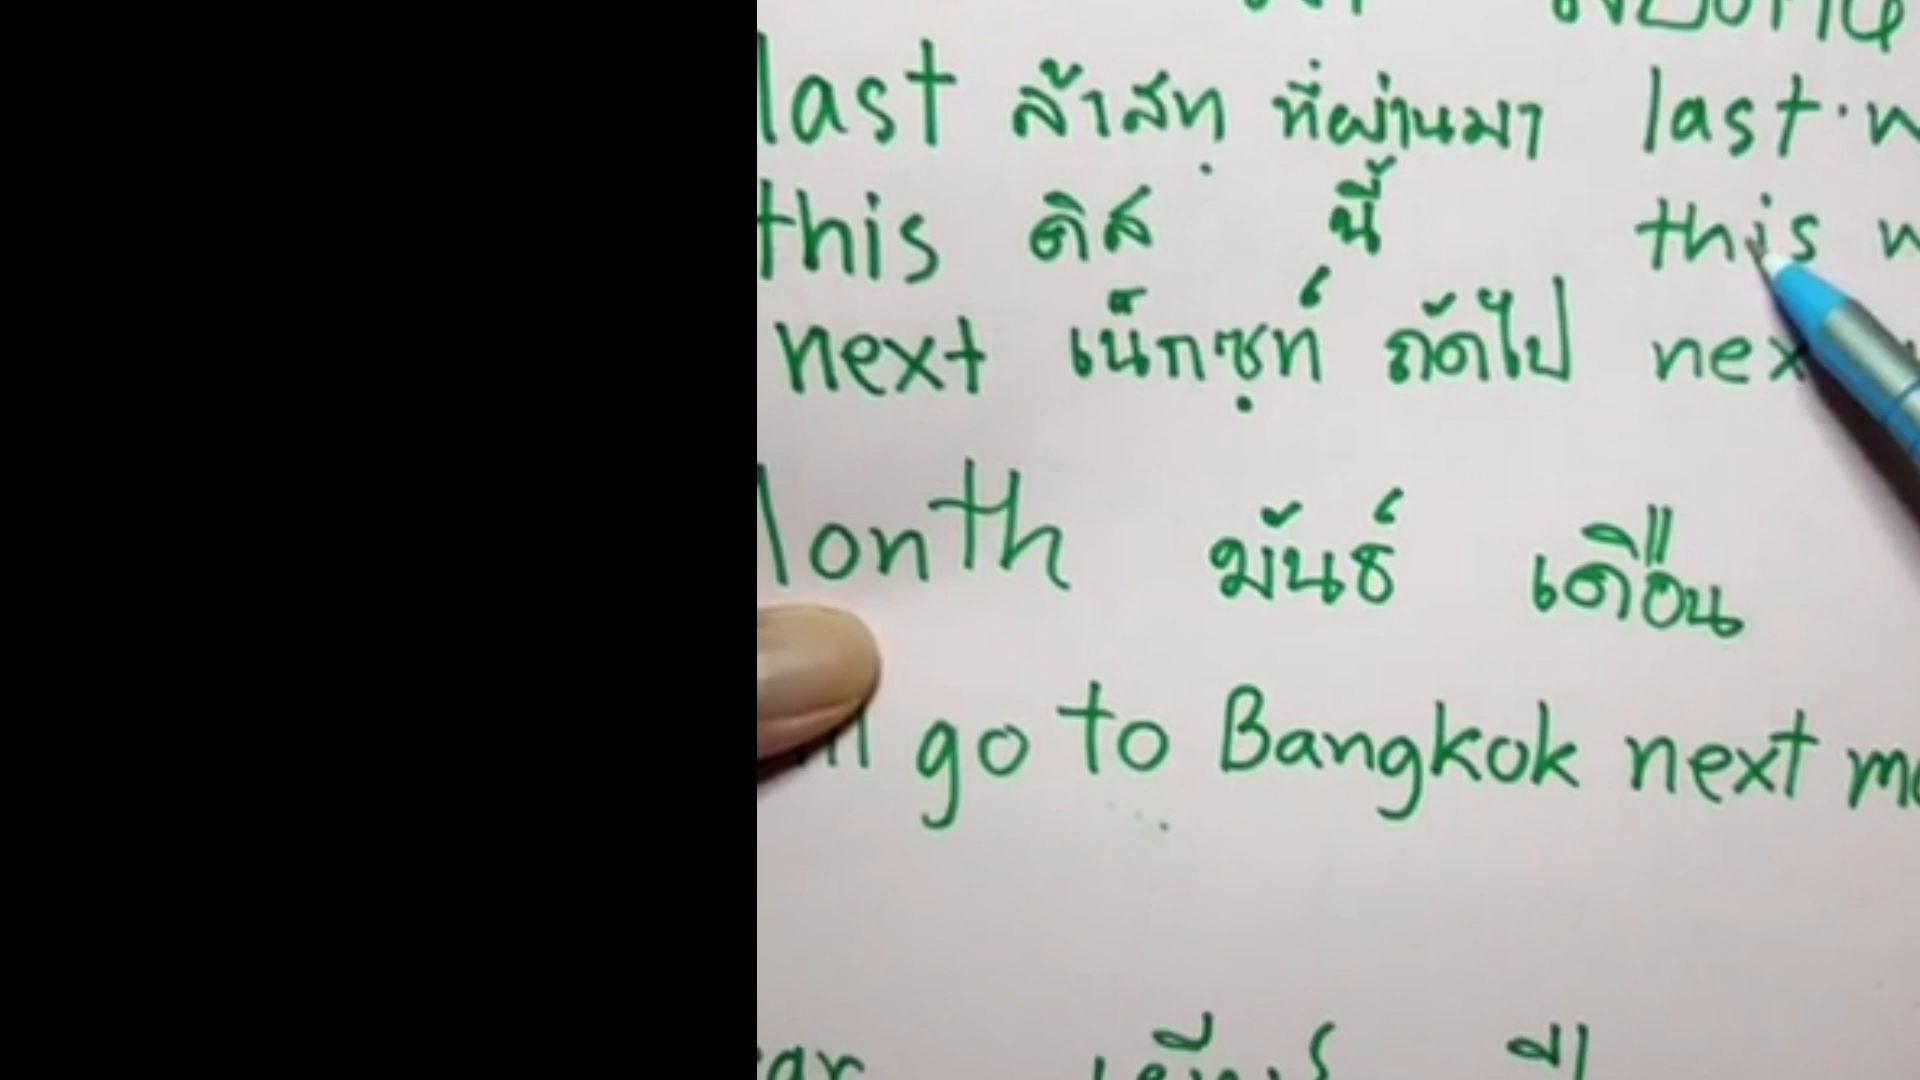 last ล้าสทฺ ที่ผ่านมา last
this ดิส นี้ this
next เน็กซฺท์ ถัดไป
onth มันธ์ เดือน
go to Bangkok next